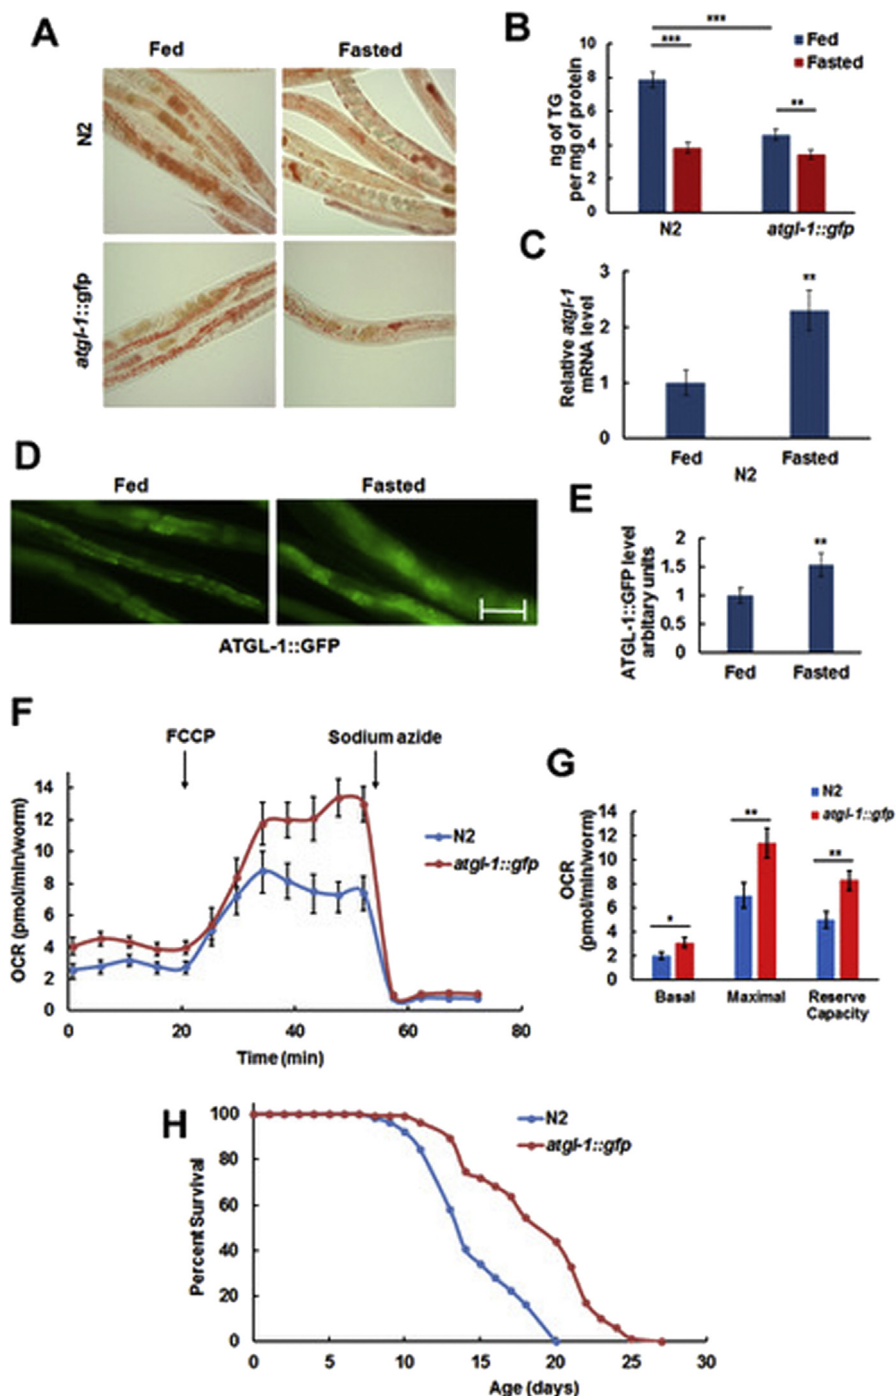 A
Fed
Fasted
N2
atgl-1::gfp
B
***
***
**
Fed
Fasted
ng of TG
per mg of protein
10
8
6
4
2
0
N2
atgl-1::gfp
C
Relative atgl-1
mRNA level
3
2
1
0
**
Fed
Fasted
N2
D
Fed
Fasted
ATGL-1::GFP
E
ATGL-1::GFP level
arbitary units
2
1.5
1
0.5
0
**
Fed
Fasted
F
FCCP
Sodium azide
OCR (pmol/min/worm)
14
12
10
8
6
4
2
0
N2
atgl-1::gfp
0
20
40
60
80
Time (min)
G
N2
atgl-1::gfp
OCR
(pmol/min/worm)
14
12
10
8
6
4
2
0
*
**
**
Basal
Maximal
Reserve
Capacity
H
N2
atgl-1::gfp
Percent Survival
100
80
60
40
20
0
0
5
10
15
20
25
30
Age (days)